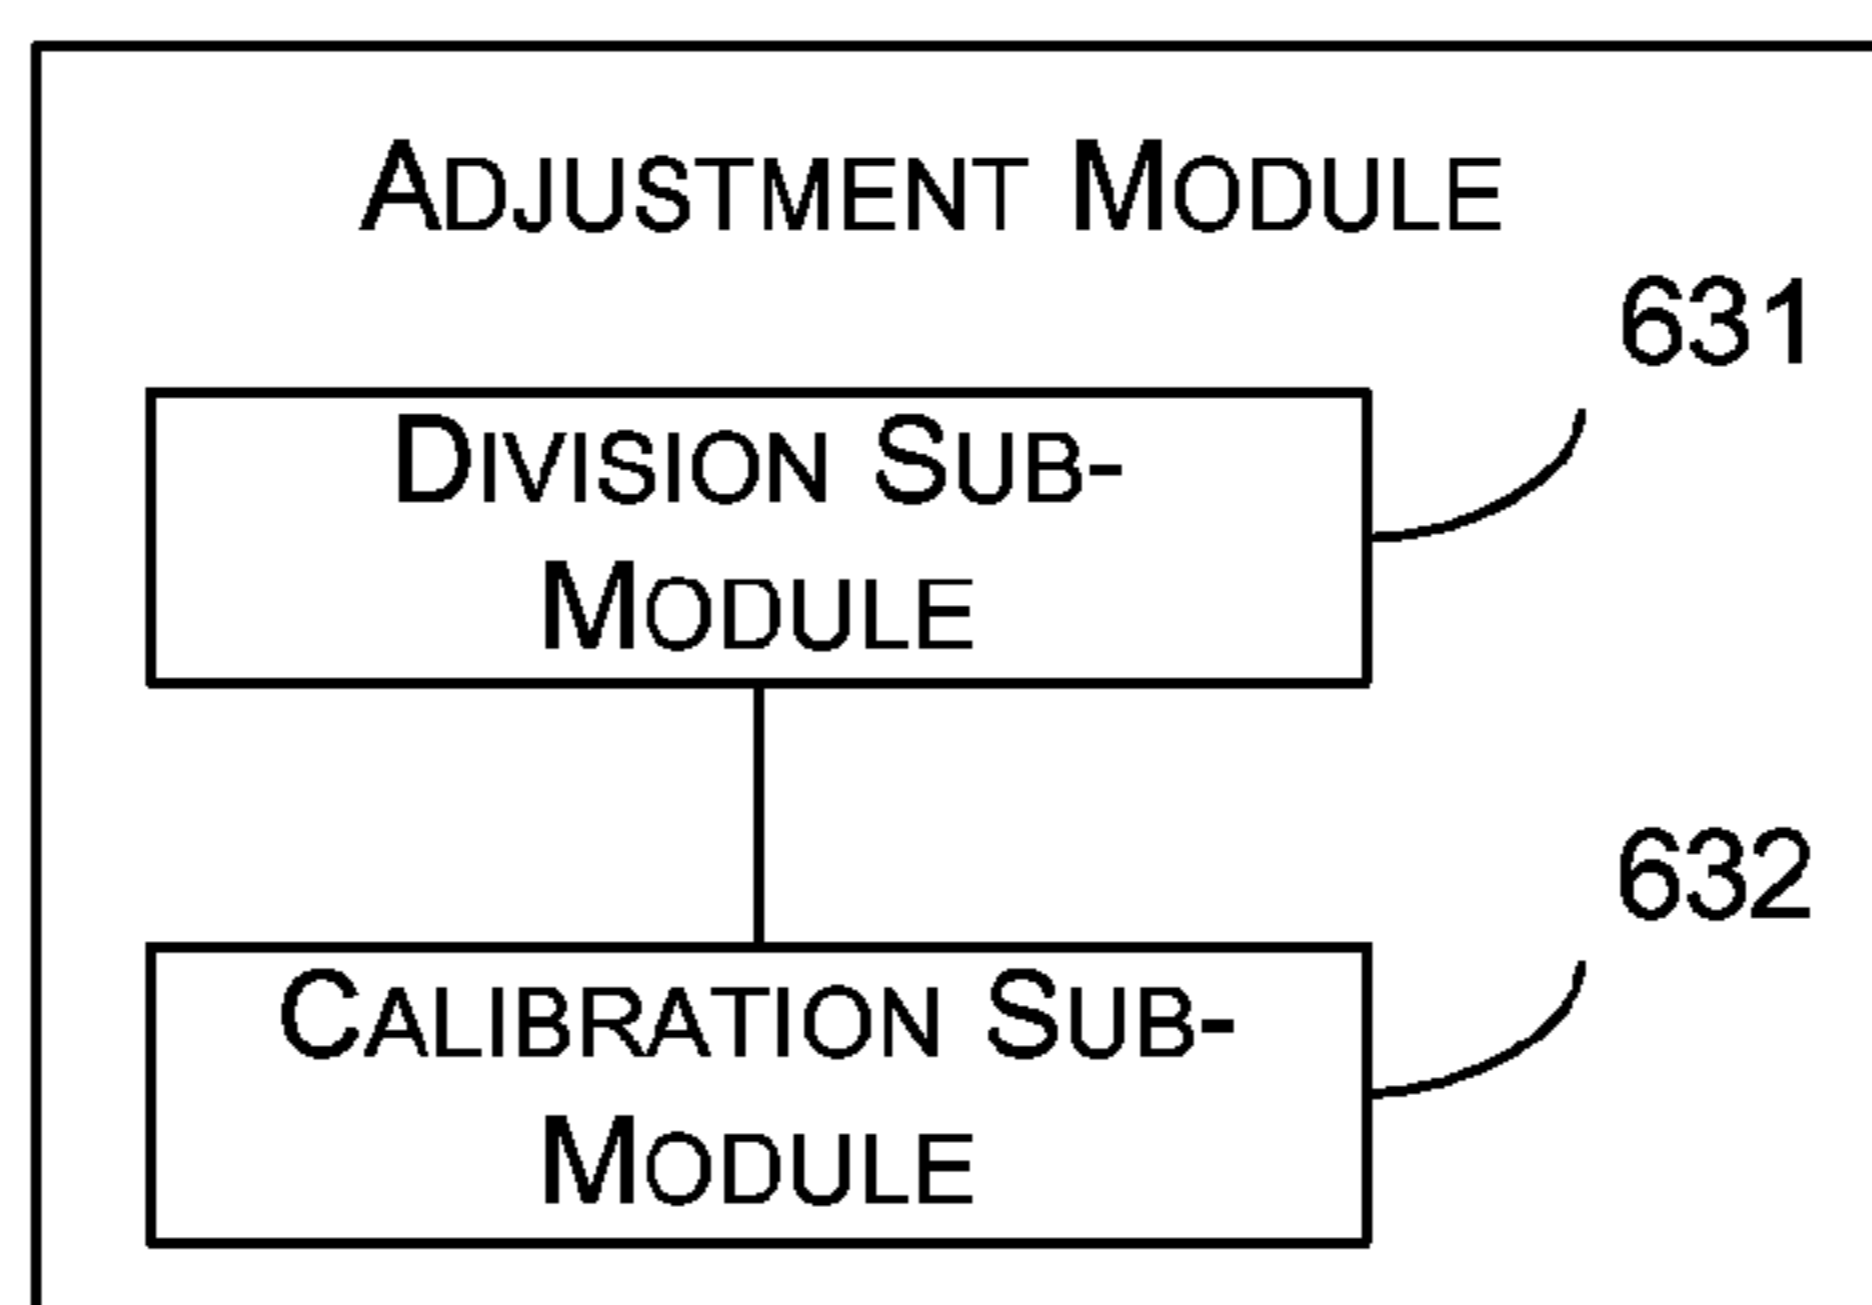 ADJUSTMENT MODULE
631
DIVISION SUB-
MODULE
632
CALIBRATION SUB-
MODULE